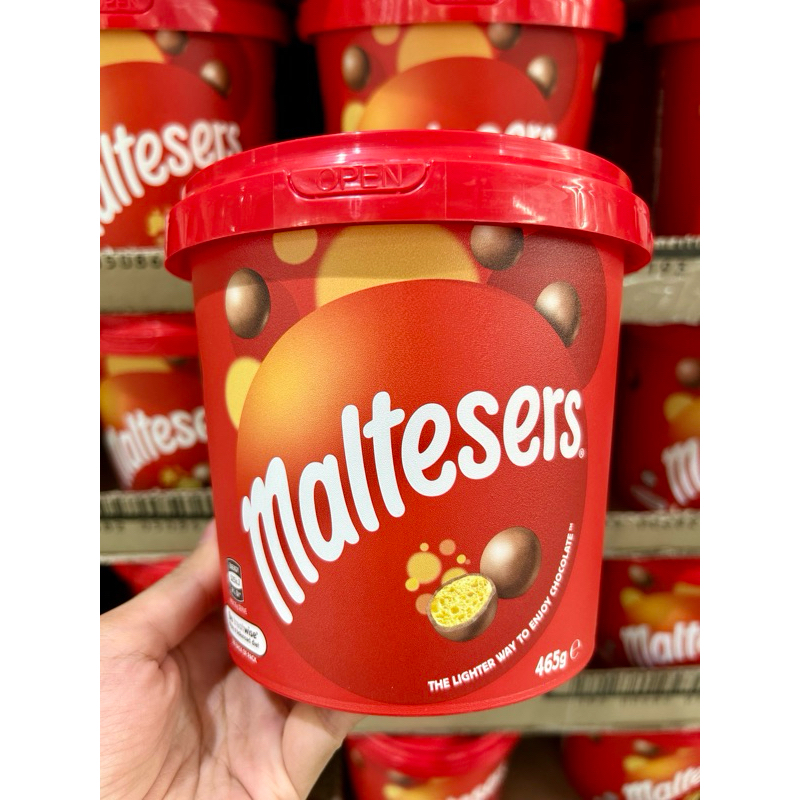 OPEN
Maltesers®
THE LIGHTER WAY TO ENJOY CHOCOLATE™
465g e